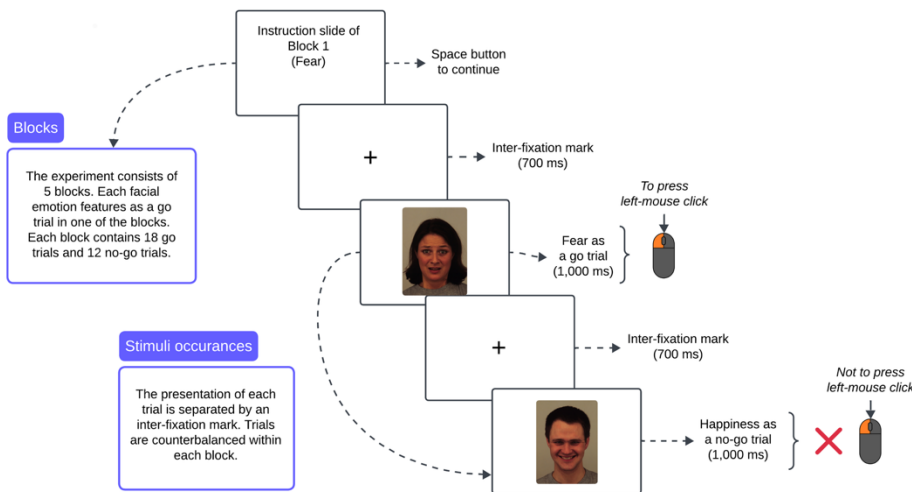 Instruction slide of
Block 1
(Fear)
Space button
to continue
Blocks
The experiment consists of
5 blocks. Each facial
emotion features as a go
trial in one of the blocks.
Each block contains 18 go
trials and 12 no-go trials.
+
Inter-fixation mark
(700 ms)
To press
left-mouse click
Fear as
a go trial
(1,000 ms)
+
Inter-fixation mark
(700 ms)
Stimuli occurances
The presentation of each
trial is separated by an
inter-fixation mark. Trials
are counterbalanced within
each block.
Not to press
left-mouse click
Happiness as
a no-go trial
(1,000 ms)